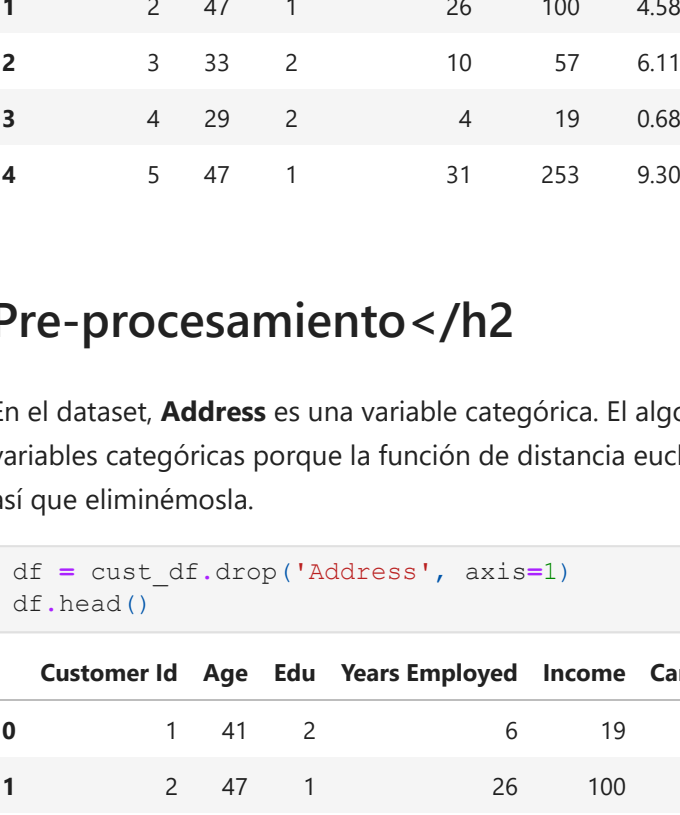 1 2 47 1 26 100 4.58
2 3 33 2 10 57 6.11
3 4 29 2 4 19 0.68
4 5 47 1 31 253 9.30
Pre-procesamiento</h2
En el dataset, Address es una variable categórica. El algo
variables categóricas porque la función de distancia eucl
así que eliminémosla.
df = cust_df.drop('Address', axis=1)
df.head()
Customer Id Age Edu Years Employed Income Car
0 1 41 2 6 19
1 2 47 1 26 100